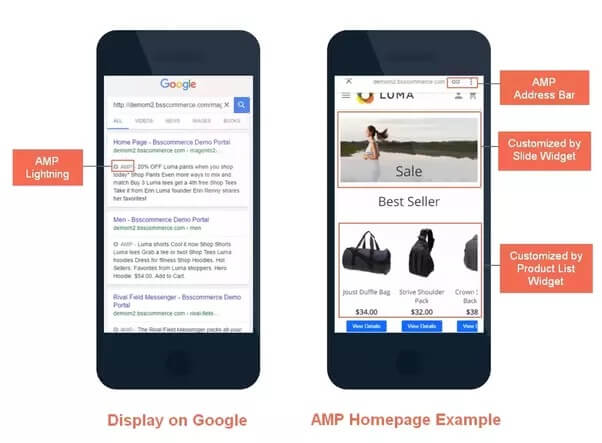 Google
http://demom2.bsscommerce.com/mag
ALL VIDEOS NEWS IMAGES BOOKS
Home Page - Bsscommerce Demo Portal
demom2.bsscommerce.com › magento2-
AMP - 20% OFF Luma pants when you shop
today* Shop Pants Even more ways to mix and
match Buy 3 Luma tees get a 4th free Shop Tees
Take it from Erin Luma founder Erin Renny shares
her favorites!
Men - Bsscommerce Demo Portal
demom2.bsscommerce.com › men
AMP - Luma shorts Cool it now Shop Shorts
Luma tees Grab a tee or two! Shop Tees Luma
hoodies Dress for fitness Shop Hoodies. Hot
Sellers. Favorites from Luma shoppers. Hero
Hoodie. $54.00. Add to Cart.
Rival Field Messenger - Bsscommerce Demo
Portal
demom2.bsscommerce.com › rival-field-...
AMP - The Rival Field Messenger packs all your
AMP
Lightning
Display on Google
demom2.bsscommerce.com
LUMA
Sale
Best Seller
Joust Duffle Bag
$34.00
View Details
Strive Shoulder
Pack
$32.00
View Details
Crown S
Back
$38
View De
AMP
Address Bar
Customized by
Slide Widget
Customized by
Product List
Widget
AMP Homepage Example